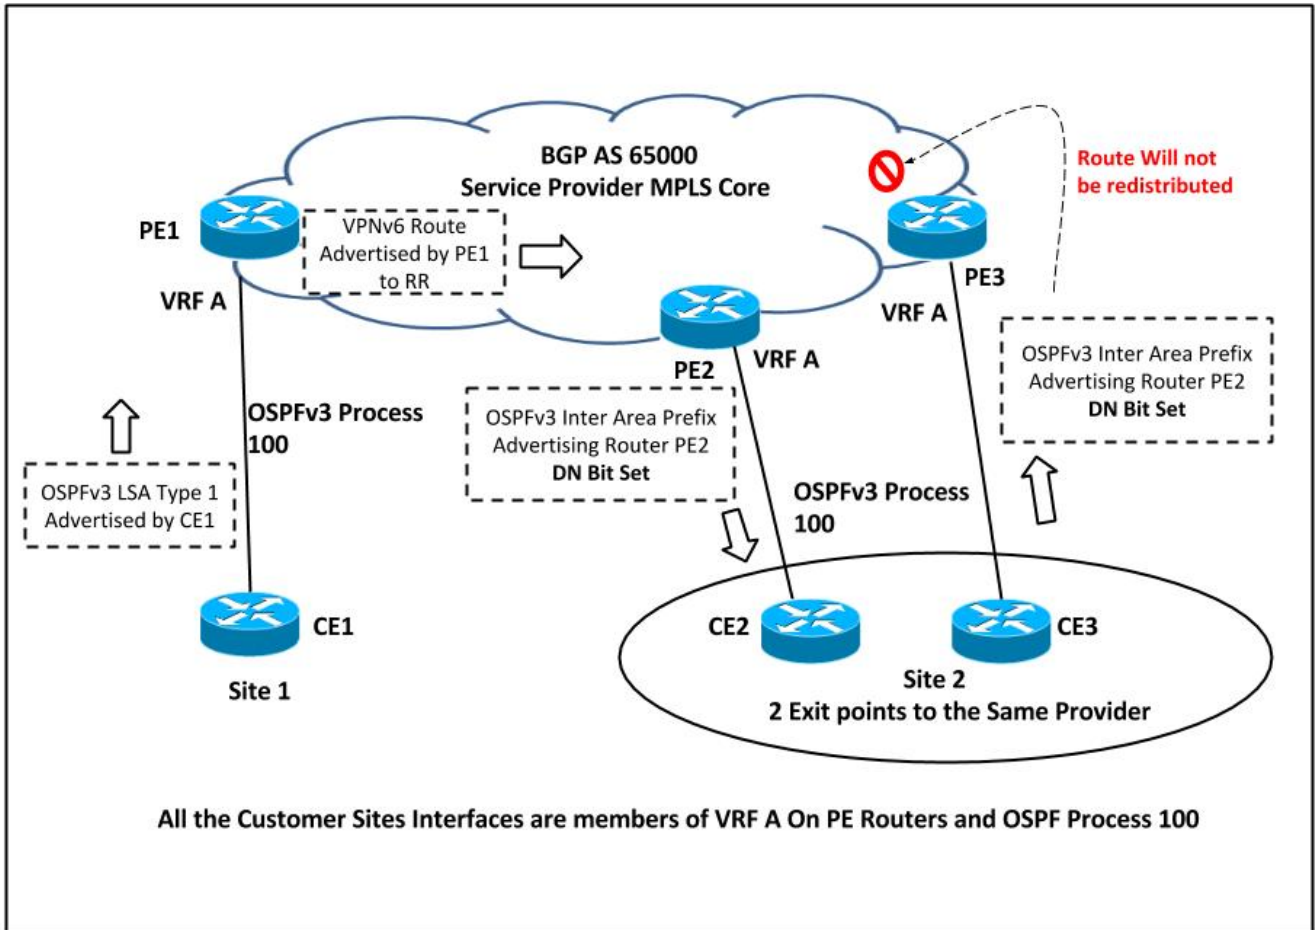 BGP AS 65000
Service Provider MPLS Core
Route Will not
be redistributed
PE1
VPNv6 Route
Advertised by PE1
to RR
PE3
VRF A
VRF A
PE2
VRF A
OSPFv3 Inter Area Prefix
Advertising Router PE2
DN Bit Set
OSPFv3 Process
100
OSPFv3 Inter Area Prefix
Advertising Router PE2
DN Bit Set
OSPFv3 LSA Type 1
Advertised by CE1
OSPFv3 Process
100
CE1
CE2
CE3
Site 1
Site 2
2 Exit points to the Same Provider
All the Customer Sites Interfaces are members of VRF A On PE Routers and OSPF Process 100